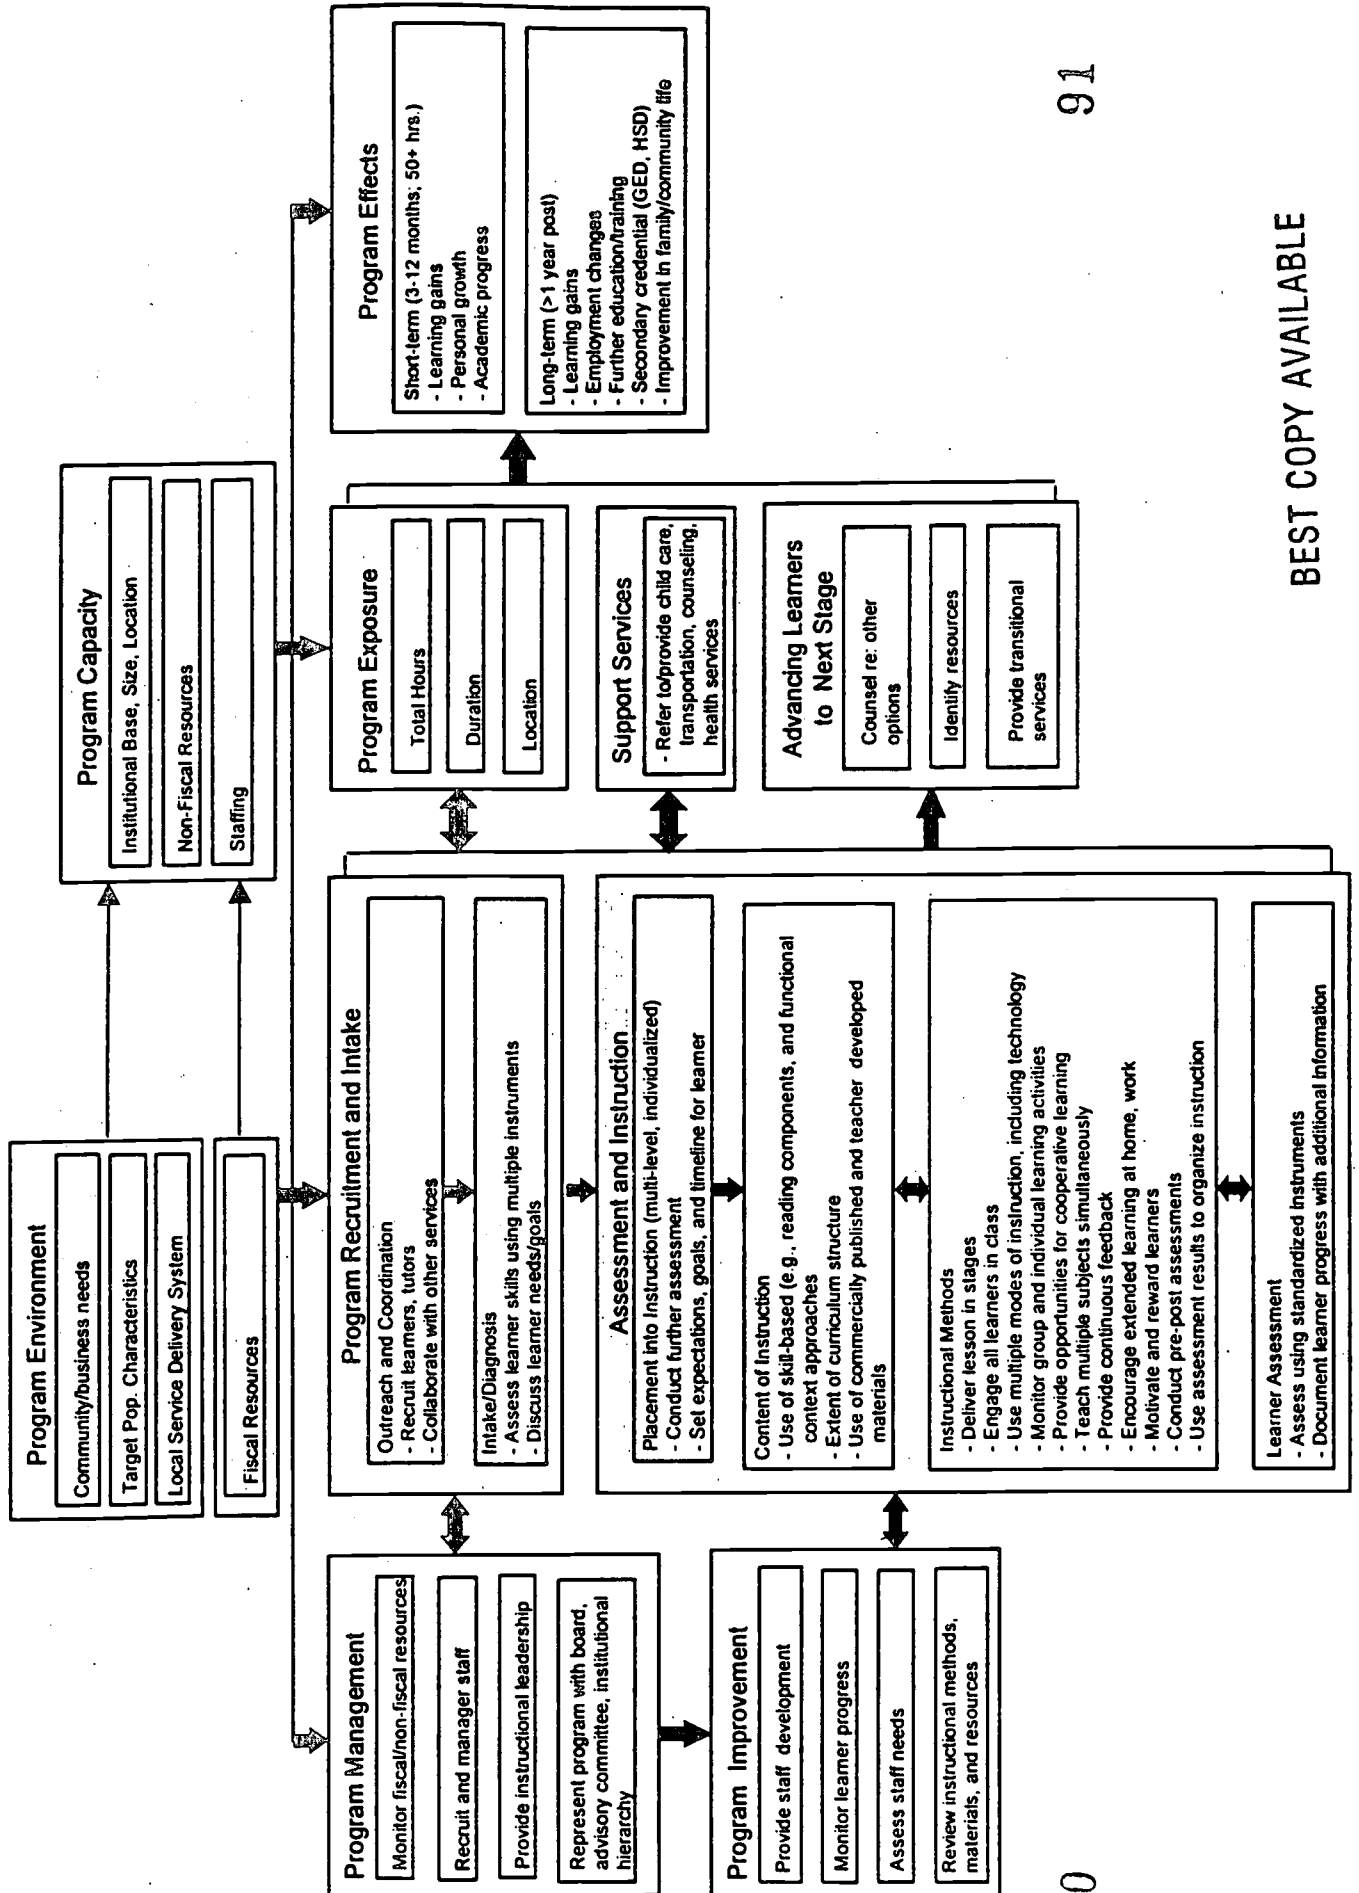 Program Environment
Community/business needs
Target Pop. Characteristics
Local Service Delivery System
Fiscal Resources
Program Capacity
Institutional Base, Size, Location
Non-Fiscal Resources
Staffing
Program Management
Monitor fiscal/non-fiscal resources
Recruit and manager staff
Provide instructional leadership
Represent program with board,
advisory committee, institutional
hierarchy
Program Improvement
Provide staff development
Monitor learner progress
Assess staff needs
Review instructional methods,
materials, and resources
Program Recruitment and Intake
Outreach and Coordination
- Recruit learners, tutors
- Collaborate with other services
Intake/Diagnosis
- Assess learner skills using multiple instruments
- Discuss learner needs/goals
Assessment and Instruction
Placement into Instruction (multi-level, individualized)
- Conduct further assessment
- Set expectations, goals, and timeline for learner
Content of Instruction
- Use of skill-based (e.g., reading components, and functional
context approaches
- Extent of curriculum structure
- Use of commercially published and teacher developed
materials
Instructional Methods
- Deliver lesson in stages
- Engage all learners in class
- Use multiple modes of instruction, including technology
- Monitor group and individual learning activities
- Provide opportunities for cooperative learning
- Teach multiple subjects simultaneously
- Provide continuous feedback
- Encourage extended learning at home, work
- Motivate and reward learners
- Conduct pre-post assessments
- Use assessment results to organize instruction
Learner Assessment
- Assess using standardized instruments
- Document learner progress with additional information
Program Exposure
Total Hours
Duration
Location
Support Services
- Refer to/provide child care,
transportation, counseling,
health services
Advancing Learners
to Next Stage
Counsel re: other
options
Identify resources
Provide transitional
services
Program Effects
Short-term (3-12 months; 50+ hrs.)
- Learning gains
- Personal growth
- Academic progress
Long-term (>1 year post)
- Learning gains
- Employment changes
- Further education/training
- Secondary credential (GED, HSD)
- Improvement in family/community life
91
BEST COPY AVAILABLE